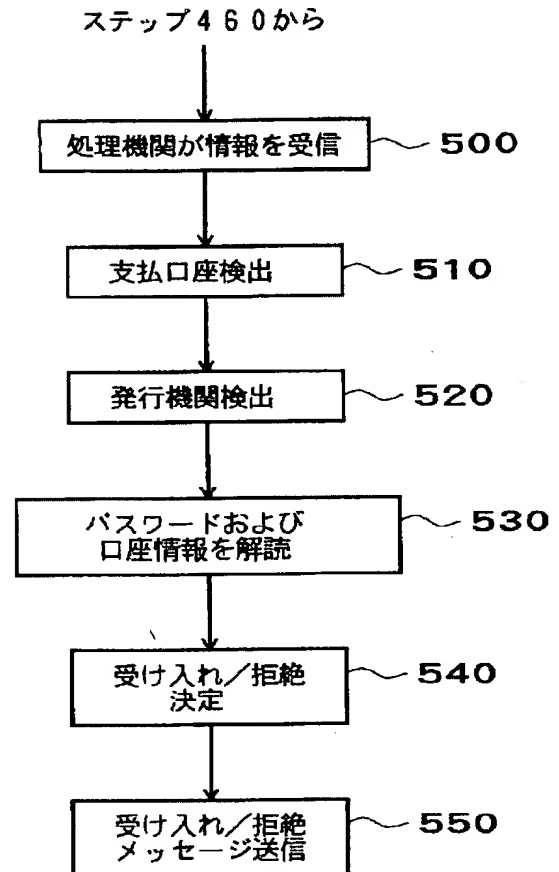 ステップ４６０から
処理機関が情報を受信
500
支払口座検出
510
発行機関検出
520
パスワードおよび
口座情報を解読
530
受け入れ／拒絶
決定
540
受け入れ／拒絶
メッセージ送信
550